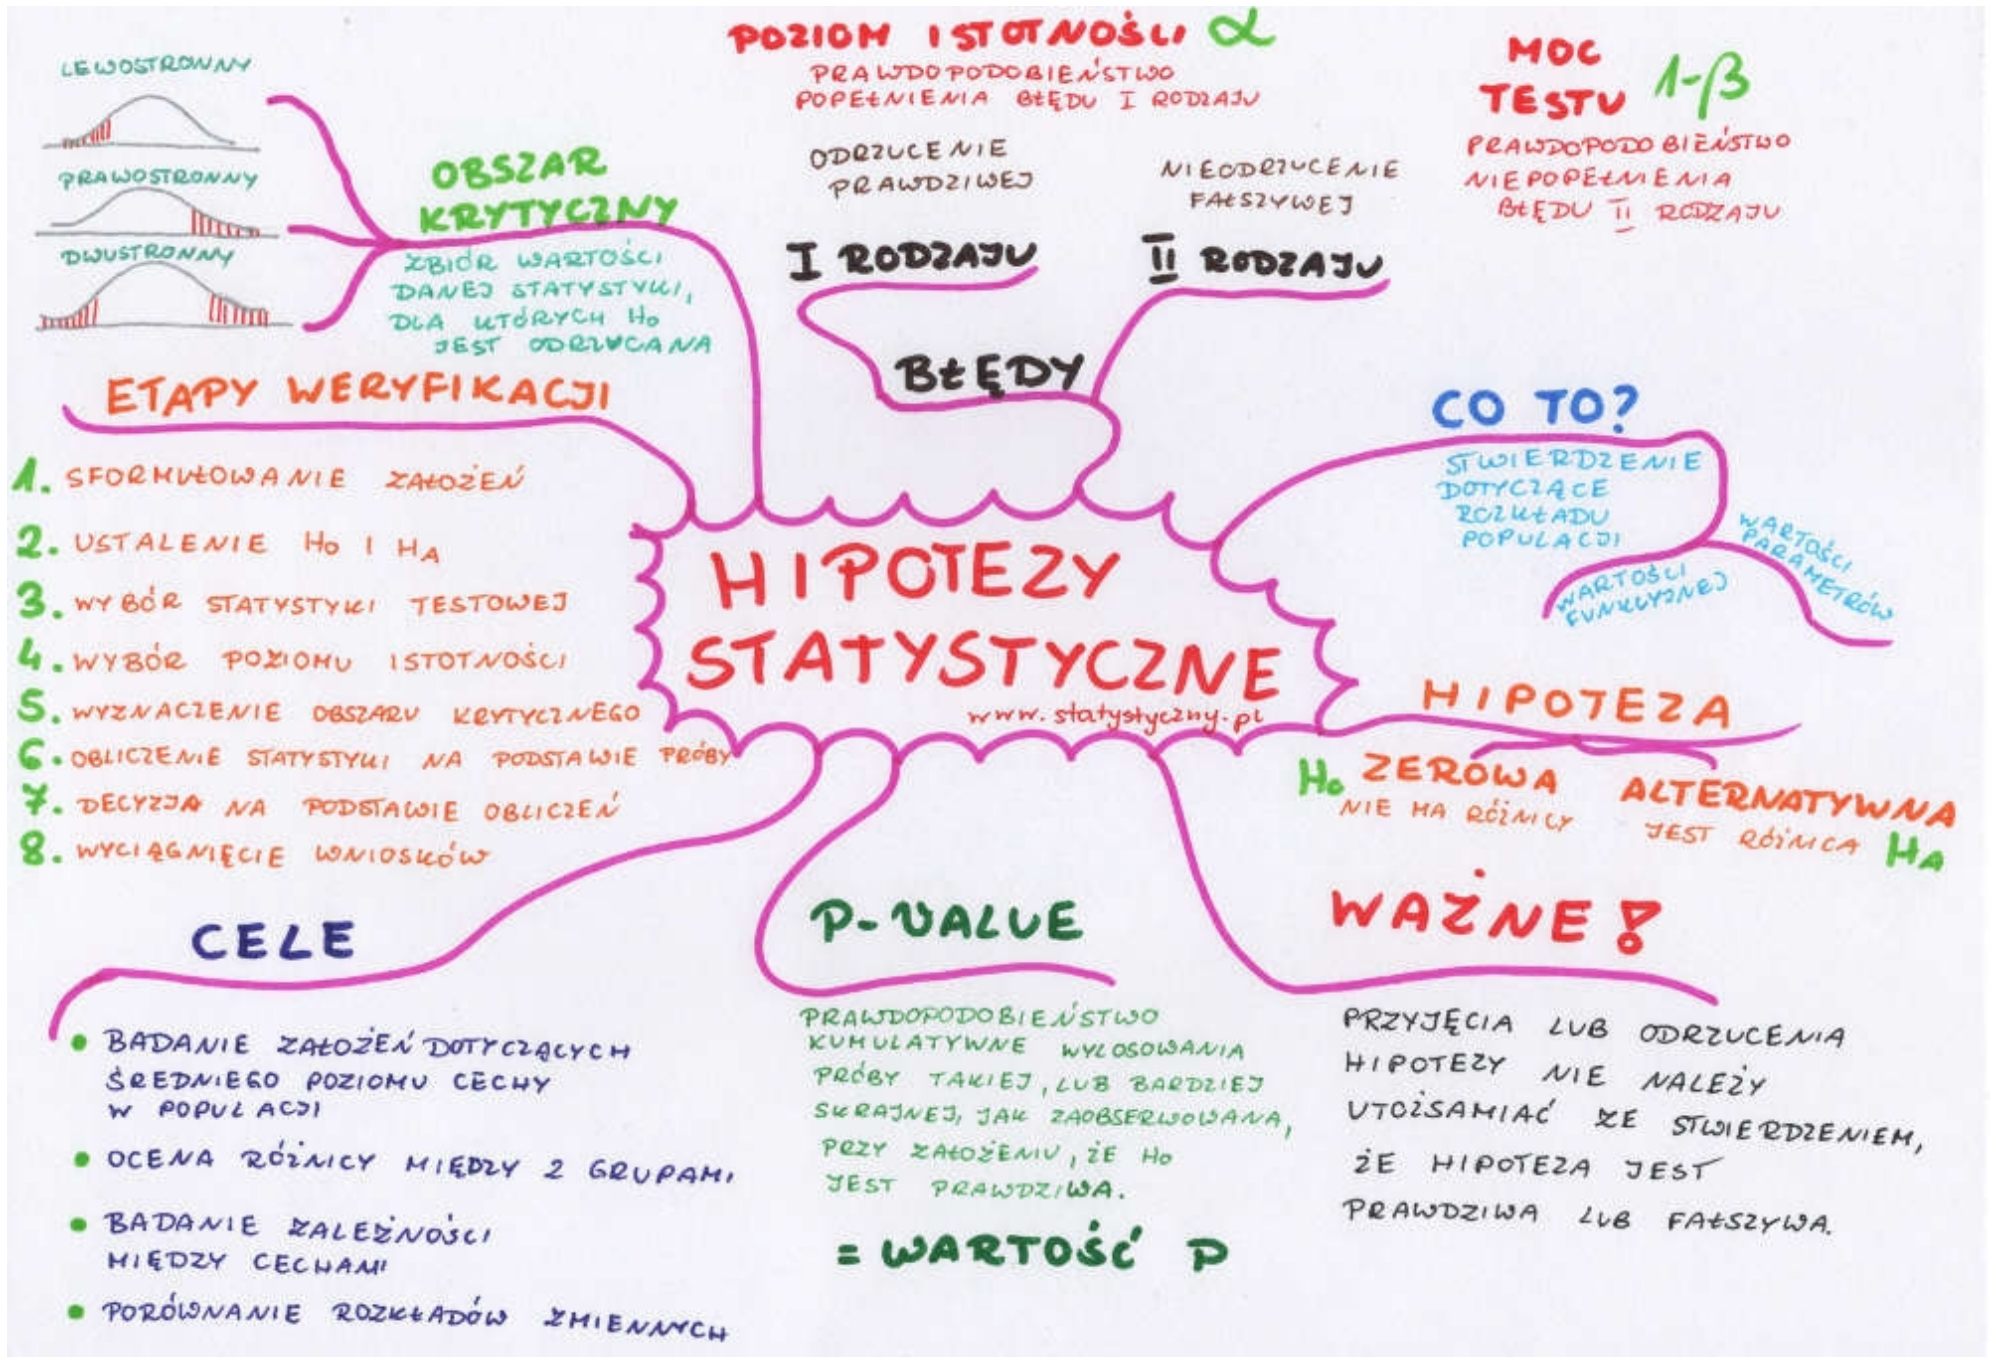 POZIOM ISTOTNOŚCI α
PRAWDOPODOBIEŃSTWO
POPEŁNIENIA BŁĘDU I RODZAJU
MOC
TESTU 1-β
PRAWDOPODOBIEŃSTWO
NIEPOPEŁNIENIA
BŁĘDU II RODZAJU
LEWOSTRONNY
PRAWOSTRONNY
DWUSTRONNY
OBSZAR
KRYTYCZNY
ZBIÓR WARTOŚCI
DANEJ STATYSTYKI,
DLA KTÓRYCH H0
JEST ODRZUCANA
ODRZUCENIE
PRAWDZIWEJ
I RODZAJU
NIEODRZUCENIE
FAŁSZYWEJ
II RODZAJU
BŁĘDY
CO TO?
STWIERDZENIE
DOTYCZĄCE
ROZKŁADU
POPULACJI
WARTOŚCI
FUNKCYJNEJ
WARTOŚCI
PARAMETRÓW
ETAPY WERYFIKACJI
1. SFORMUŁOWANIE ZAŁOŻEŃ
2. USTALENIE H0 I HA
3. WYBÓR STATYSTYKI TESTOWEJ
4. WYBÓR POZIOMU ISTOTNOŚCI
5. WYZNACZENIE OBSZARU KRYTYCZNEGO
6. OBLICZENIE STATYSTYKI NA PODSTAWIE PRÓBY
7. DECYZJA NA PODSTAWIE OBLICZEŃ
8. WYCIĄGNIĘCIE WNIOSKÓW
HIPOTEZY
STATYSTYCZNE
www.statystyczny.pl
HIPOTEZA
H0 ZEROWA
NIE MA RÓŻNICY
ALTERNATYWNA
JEST RÓŻNICA HA
CELE
• BADANIE ZAŁOŻEŃ DOTYCZĄCYCH
ŚREDNIEGO POZIOMU CECHY
W POPULACJI
• OCENA RÓŻNICY MIĘDZY 2 GRUPAMI
• BADANIE ZALEŻNOŚCI
MIĘDZY CECHAMI
• PORÓWNANIE ROZKŁADÓW ZMIENNYCH
P-VALUE
PRAWDOPODOBIEŃSTWO
KUMULATYWNE WYLOSOWANIA
PRÓBY TAKIEJ, LUB BARDZIEJ
SKRAJNEJ, JAK ZAOBSERWOWANA,
PRZY ZAŁOŻENIU, ŻE H0
JEST PRAWDZIWA.
= WARTOŚĆ P
WAŻNE!
PRZYJĘCIA LUB ODRZUCENIA
HIPOTEZY NIE NALEŻY
UTOŻSAMIAĆ ZE STWIERDZENIEM,
ŻE HIPOTEZA JEST
PRAWDZIWA LUB FAŁSZYWA.